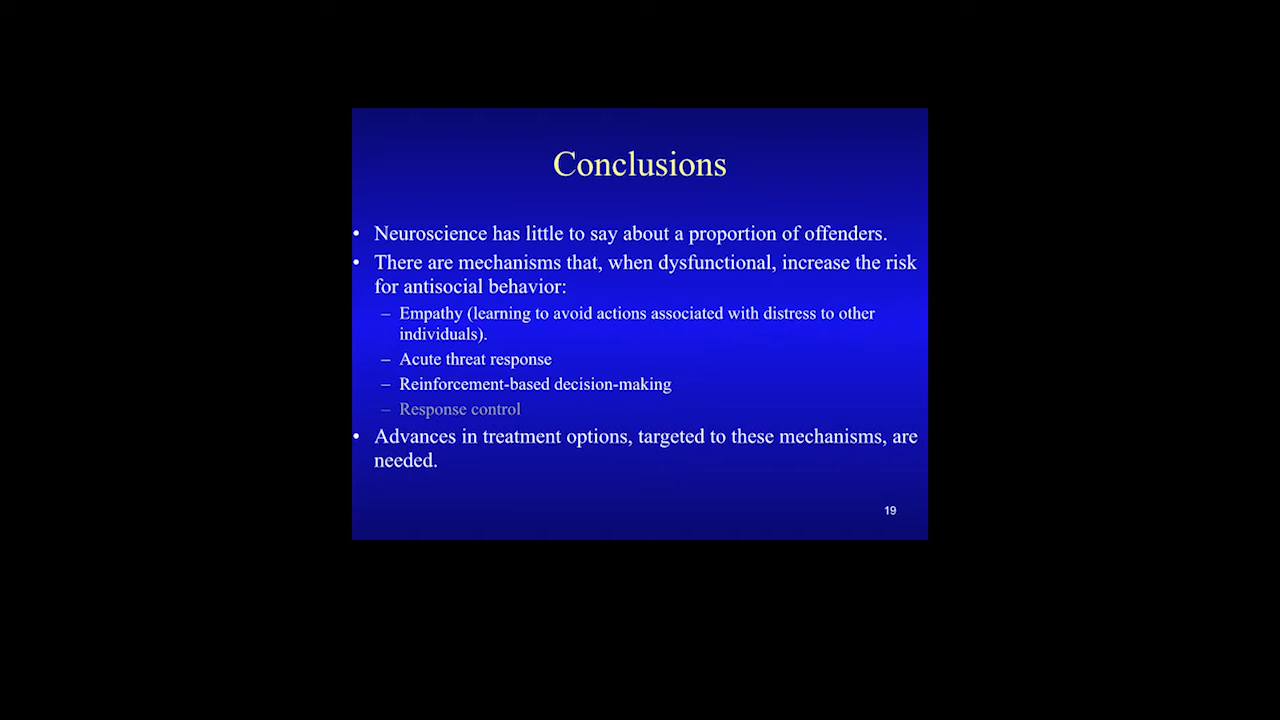 Conclusions
• Neuroscience has little to say about a proportion of offenders.
• There are mechanisms that, when dysfunctional, increase the risk
for antisocial behavior:
– Empathy (learning to avoid actions associated with distress to other
individuals).
– Acute threat response
– Reinforcement-based decision-making
– Response control
• Advances in treatment options, targeted to these mechanisms, are
needed.
19